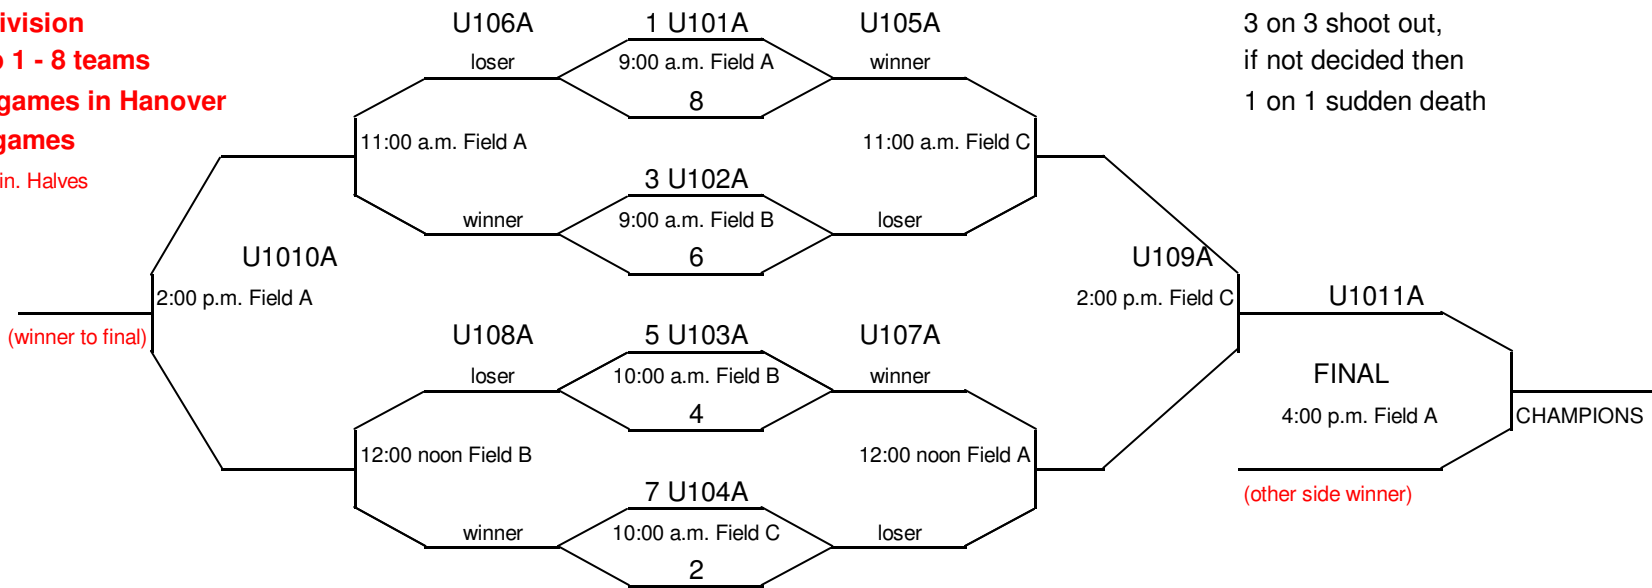 ivision
U106A
1 U101A
U105A
3 on 3 shoot out,
1 - 8 teams
loser
9:00 a.m. Field A
winner
if not decided then
games in Hanover
8
1 on 1 sudden death
games
11:00 a.m. Field A
11:00 a.m. Field C
in. Halves
3 U102A
winner
9:00 a.m. Field B
loser
U1010A
6
U109A
2:00 p.m. Field A
2:00 p.m. Field C
U1011A
(winner to final)
U108A
5 U103A
U107A
loser
10:00 a.m. Field B
winner
FINAL
4
4:00 p.m. Field A
CHAMPIONS
12:00 noon Field B
12:00 noon Field A
7 U104A
(other side winner)
winner
10:00 a.m. Field C
loser
2